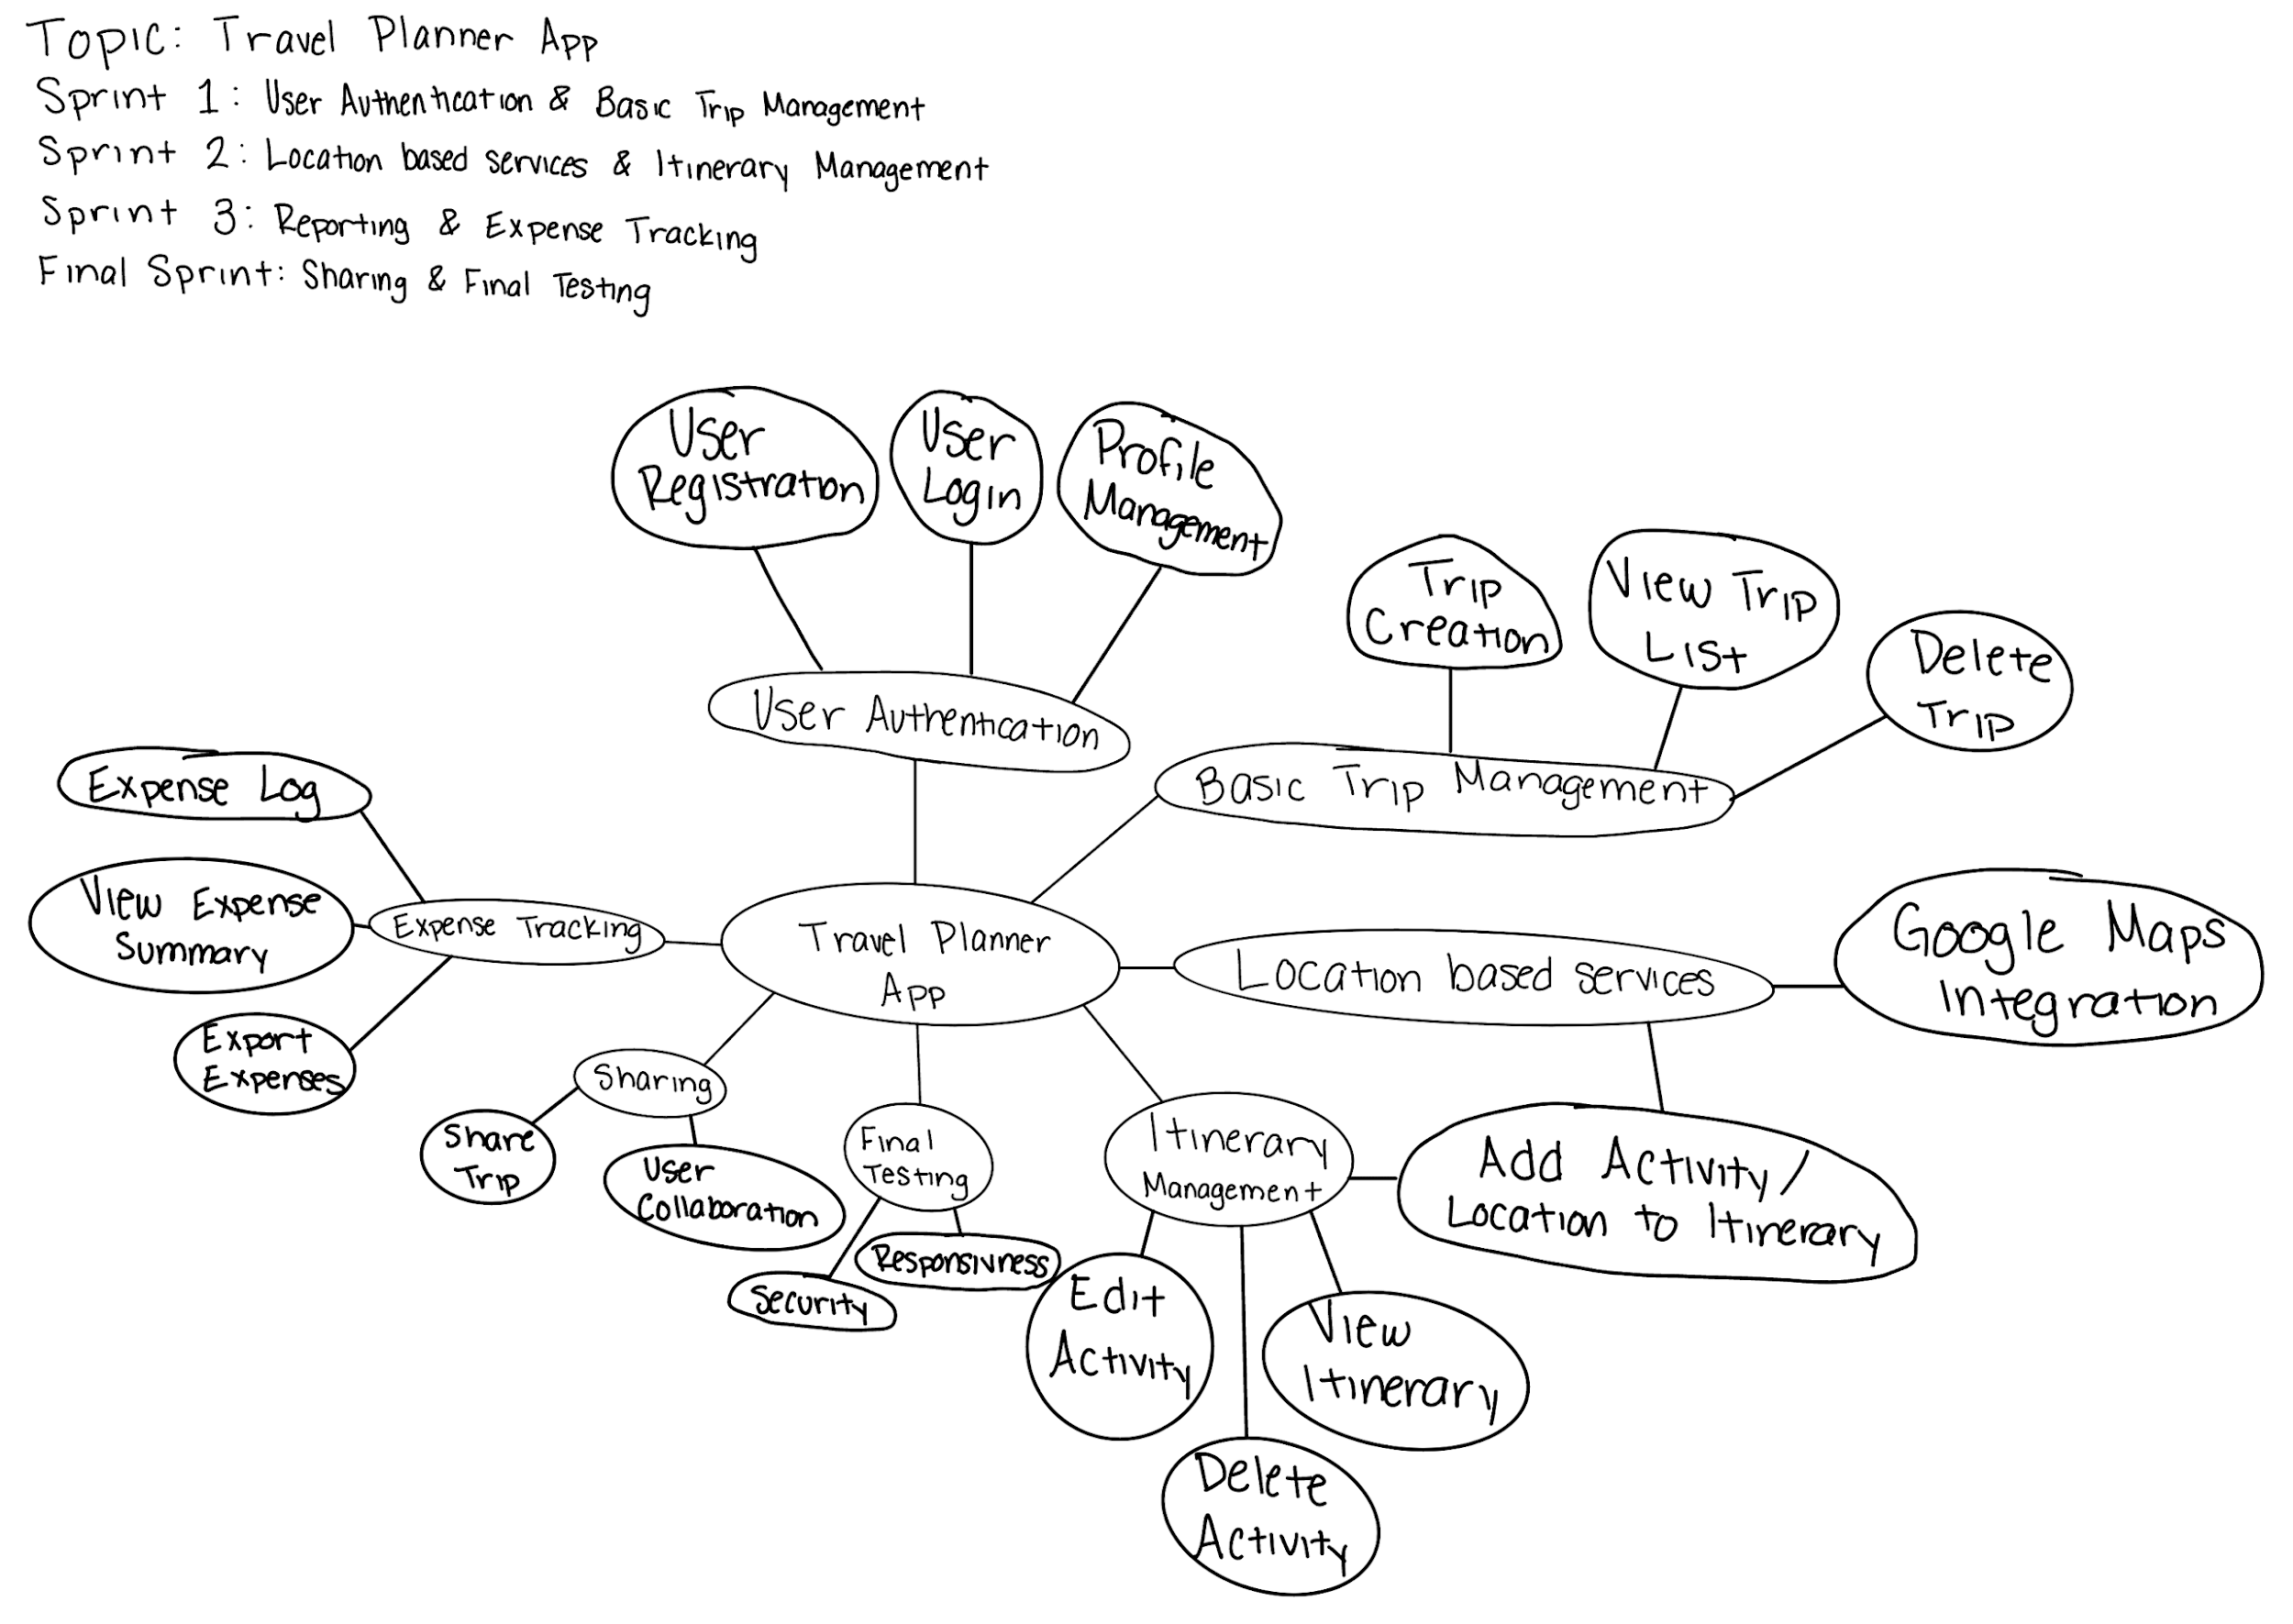 Topic: Travel Planner App
Sprint 1: User Authentication & Basic Trip Management
Sprint 2: Location based services & Itinerary Management
Sprint 3: Reporting & Expense Tracking
Final Sprint: Sharing & Final Testing
User
Registration
User
Login
Profile
Management
Trip
Creation
View Trip
List
Delete
Trip
User Authentication
Basic Trip Management
Expense Log
View Expense
Summary
Export
Expenses
Expense Tracking
Travel Planner
App
Location based services
Google Maps
Integration
Sharing
Share
Trip
User
Collaboration
Final
Testing
Security
Responsivness
Itinerary
Management
Add Activity/
Location to Itinerary
Edit
Activity
View
Itinerary
Delete
Activity